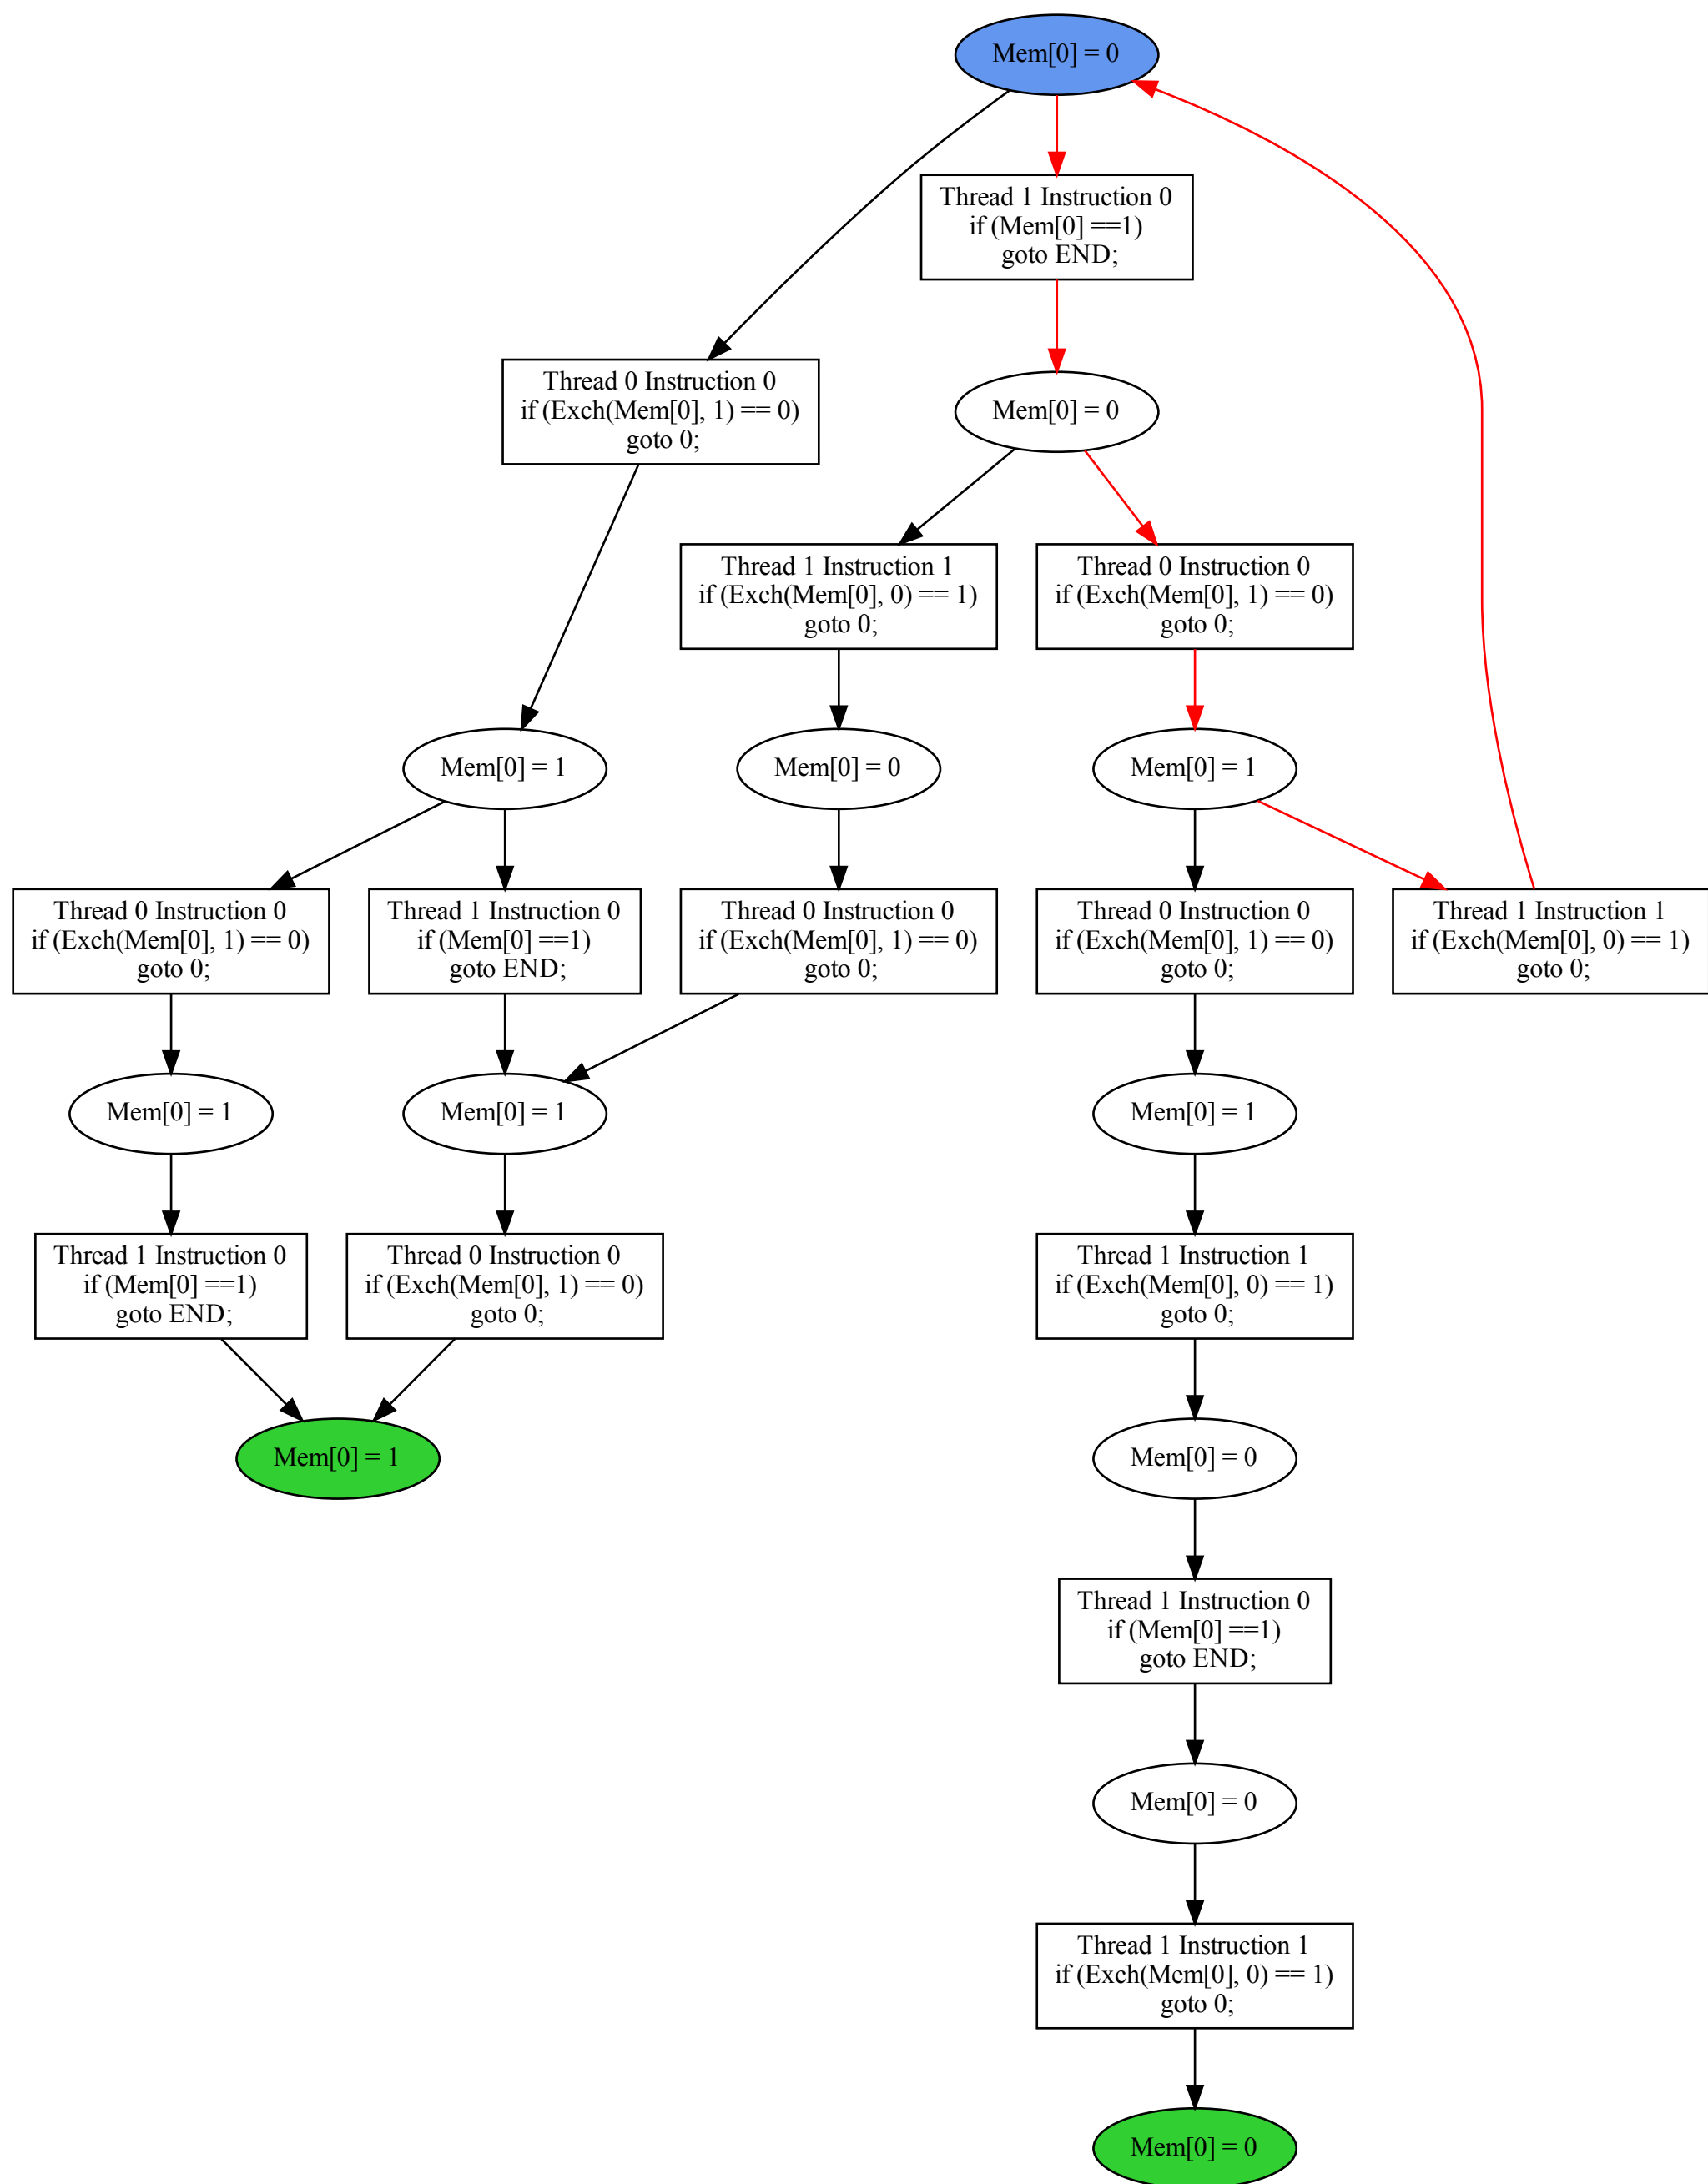 Mem[0] = 0
Thread 1 Instruction 0
if (Mem[0] ==1)
goto END;
Thread 0 Instruction 0
if (Exch(Mem[0], 1) == 0)
goto 0;
Mem[0] = 0
Thread 1 Instruction 1
if (Exch(Mem[0], 0) == 1)
goto 0;
Thread 0 Instruction 0
if (Exch(Mem[0], 1) == 0)
goto 0;
Mem[0] = 1
Mem[0] = 0
Mem[0] = 1
Thread 0 Instruction 0
if (Exch(Mem[0], 1) == 0)
goto 0;
Thread 1 Instruction 0
if (Mem[0] ==1)
goto END;
Thread 0 Instruction 0
if (Exch(Mem[0], 1) == 0)
goto 0;
Thread 0 Instruction 0
if (Exch(Mem[0], 1) == 0)
goto 0;
Thread 1 Instruction 1
if (Exch(Mem[0], 0) == 1)
goto 0;
Mem[0] = 1
Mem[0] = 1
Mem[0] = 1
Thread 1 Instruction 0
if (Mem[0] ==1)
goto END;
Thread 0 Instruction 0
if (Exch(Mem[0], 1) == 0)
goto 0;
Thread 1 Instruction 1
if (Exch(Mem[0], 0) == 1)
goto 0;
Mem[0] = 1
Mem[0] = 0
Thread 1 Instruction 0
if (Mem[0] ==1)
goto END;
Mem[0] = 0
Thread 1 Instruction 1
if (Exch(Mem[0], 0) == 1)
goto 0;
Mem[0] = 0